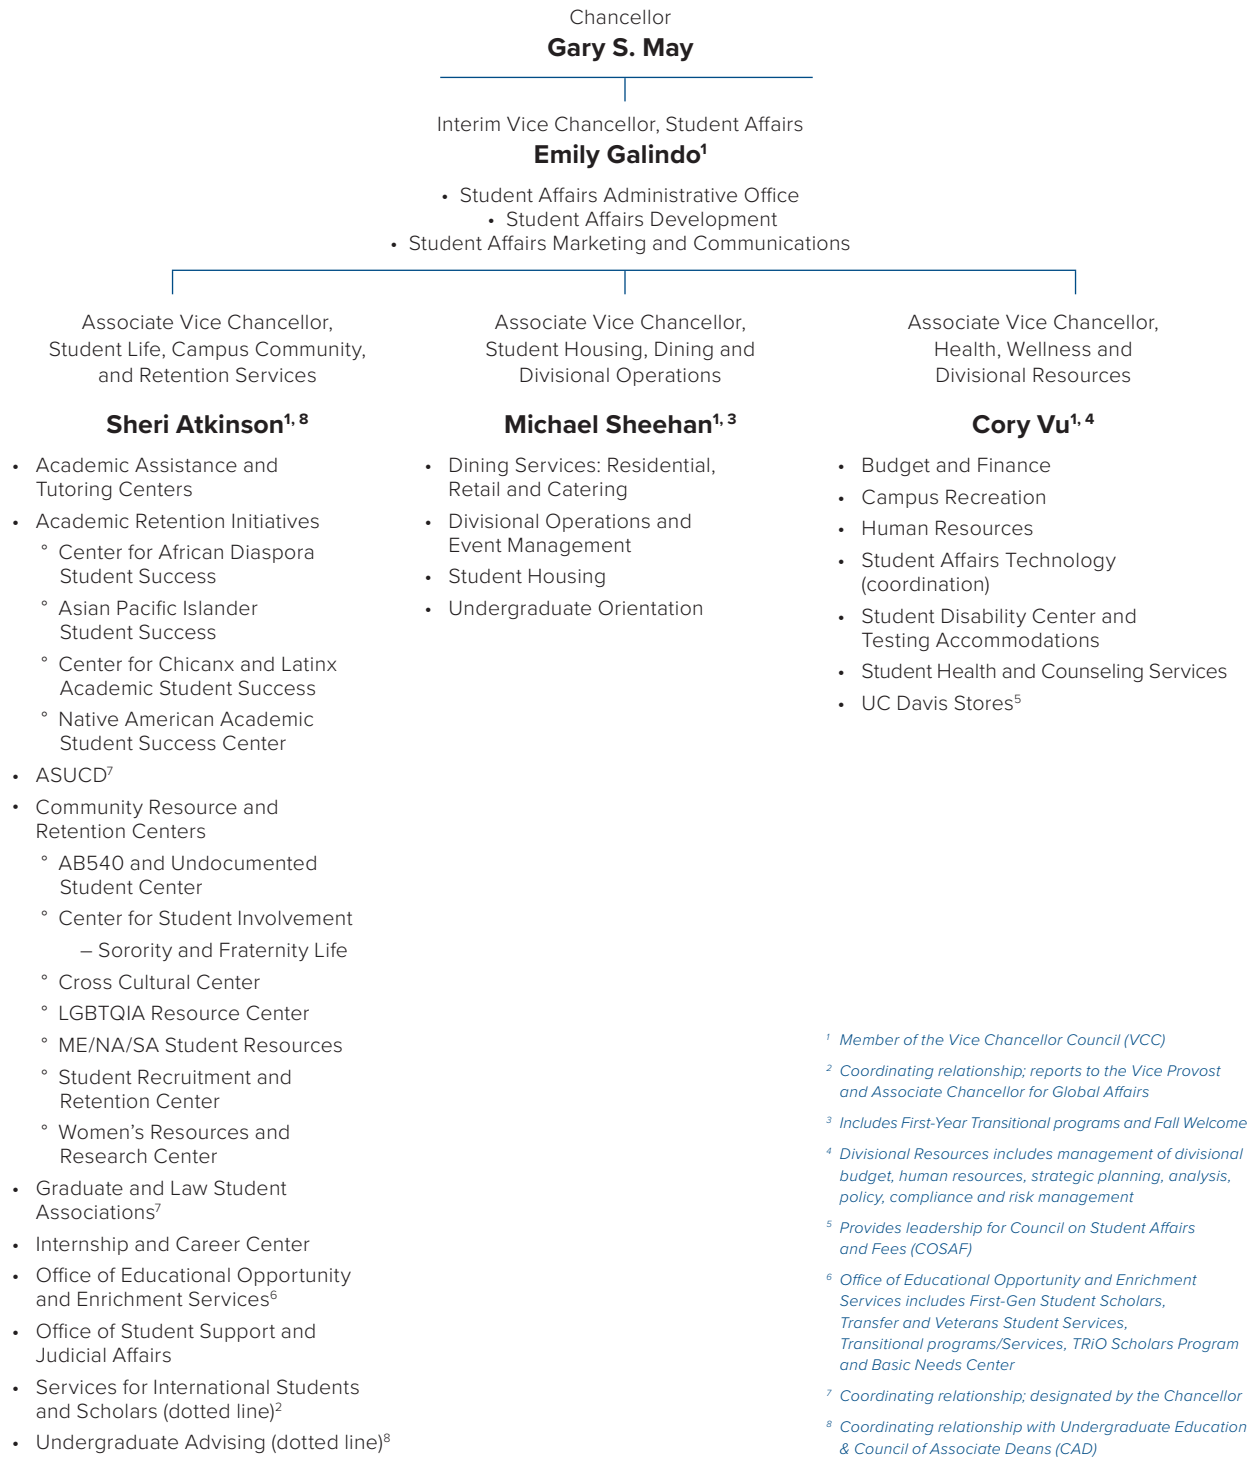 Chancellor
Gary S. May
Interim Vice Chancellor, Student Affairs
Emily Galindo¹
• Student Affairs Administrative Office
• Student Affairs Development
• Student Affairs Marketing and Communications
Associate Vice Chancellor,
Student Life, Campus Community,
and Retention Services
Sheri Atkinson¹, ⁸
• Academic Assistance and
Tutoring Centers
• Academic Retention Initiatives
° Center for African Diaspora
Student Success
° Asian Pacific Islander
Student Success
° Center for Chicanx and Latinx
Academic Student Success
° Native American Academic
Student Success Center
• ASUCD⁷
• Community Resource and
Retention Centers
° AB540 and Undocumented
Student Center
° Center for Student Involvement
– Sorority and Fraternity Life
° Cross Cultural Center
° LGBTQIA Resource Center
° ME/NA/SA Student Resources
° Student Recruitment and
Retention Center
° Women’s Resources and
Research Center
• Graduate and Law Student
Associations⁷
• Internship and Career Center
• Office of Educational Opportunity
and Enrichment Services⁶
• Office of Student Support and
Judicial Affairs
• Services for International Students
and Scholars (dotted line)²
• Undergraduate Advising (dotted line)⁸
Associate Vice Chancellor,
Student Housing, Dining and
Divisional Operations
Michael Sheehan¹, ³
• Dining Services: Residential,
Retail and Catering
• Divisional Operations and
Event Management
• Student Housing
• Undergraduate Orientation
Associate Vice Chancellor,
Health, Wellness and
Divisional Resources
Cory Vu¹, ⁴
• Budget and Finance
• Campus Recreation
• Human Resources
• Student Affairs Technology
(coordination)
• Student Disability Center and
Testing Accommodations
• Student Health and Counseling Services
• UC Davis Stores⁵
¹ Member of the Vice Chancellor Council (VCC)
² Coordinating relationship; reports to the Vice Provost
and Associate Chancellor for Global Affairs
³ Includes First-Year Transitional programs and Fall Welcome
⁴ Divisional Resources includes management of divisional
budget, human resources, strategic planning, analysis,
policy, compliance and risk management
⁵ Provides leadership for Council on Student Affairs
and Fees (COSAF)
⁶ Office of Educational Opportunity and Enrichment
Services includes First-Gen Student Scholars,
Transfer and Veterans Student Services,
Transitional programs/Services, TRiO Scholars Program
and Basic Needs Center
⁷ Coordinating relationship; designated by the Chancellor
⁸ Coordinating relationship with Undergraduate Education
& Council of Associate Deans (CAD)